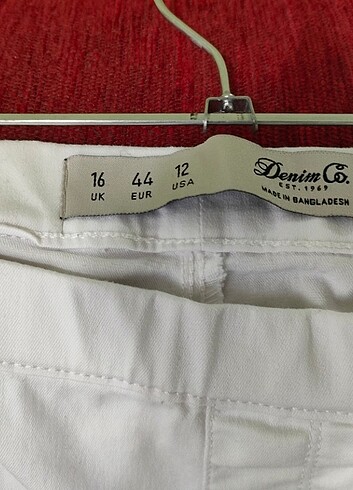 16 44 12
UK EUR USA
Denim Co.
EST. 1969
MADE IN BANGLADESH